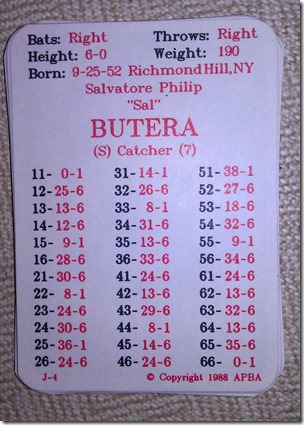 Bats: Right Throws: Right
Height: 6-0 Weight: 190
Born: 9-25-52 Richmond Hill, NY
Salvatore Philip
"Sal"
BUTERA
(S) Catcher (7)
11- 0-1 31-14-1 51-38-1
12-25-6 32-26-6 52-27-6
13-13-6 33- 8-1 53-18-6
14-12-6 34-31-6 54-32-6
15- 9-1 35-13-6 55- 9-1
16-28-6 36-33-6 56-34-6
21-30-6 41-24-6 61-24-6
22- 8-1 42-13-6 62-13-6
23-24-6 43-29-6 63-32-6
24-30-6 44- 8-1 64-13-6
25-36-1 45-14-6 65-35-6
26-24-6 46-24-6 66- 0-1
J-4 © Copyright 1988 APBA